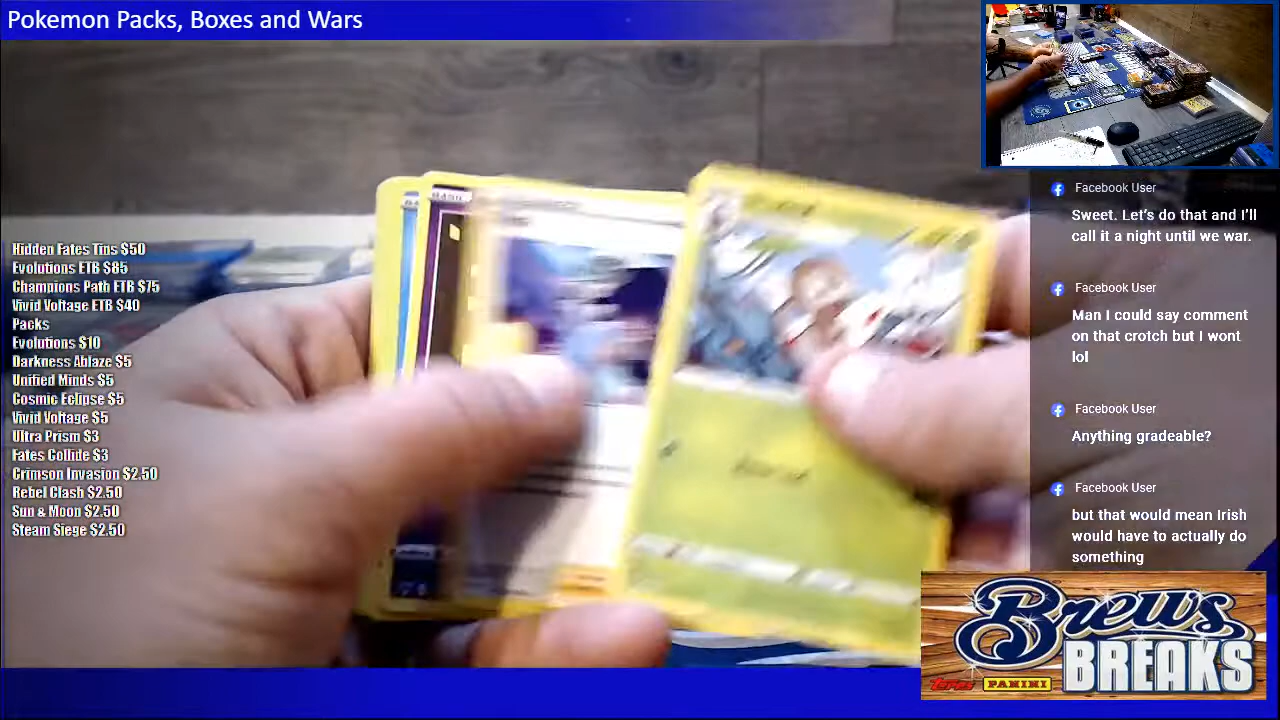 Pokemon Packs, Boxes and Wars
Hidden Fates Tins $50
Evolutions ETB $85
Champions Path ETB $75
Vivid Voltage ETB $40
Packs
Evolutions $10
Darkness Ablaze $5
Unified Minds $5
Cosmic Eclipse $5
Vivid Voltage $5
Ultra Prism $3
Fates Collide $3
Crimson Invasion $2.50
Rebel Clash $2.50
Sun & Moon $2.50
Steam Siege $2.50
Facebook User
Sweet. Let's do that and I'll
call it a night until we war.
Facebook User
Man I could say comment
on that crotch but I wont
lol
Facebook User
Anything gradeable?
Facebook User
but that would mean Irish
would have to actually do
something
Brews
BREAKS
Topps PANINI
BASIC